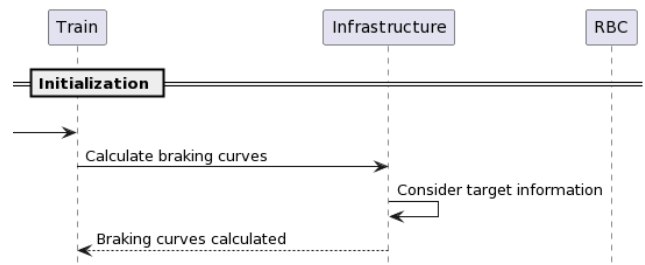 Train
Infrastructure
RBC
Initialization
Calculate braking curves
Consider target information
Braking curves calculated